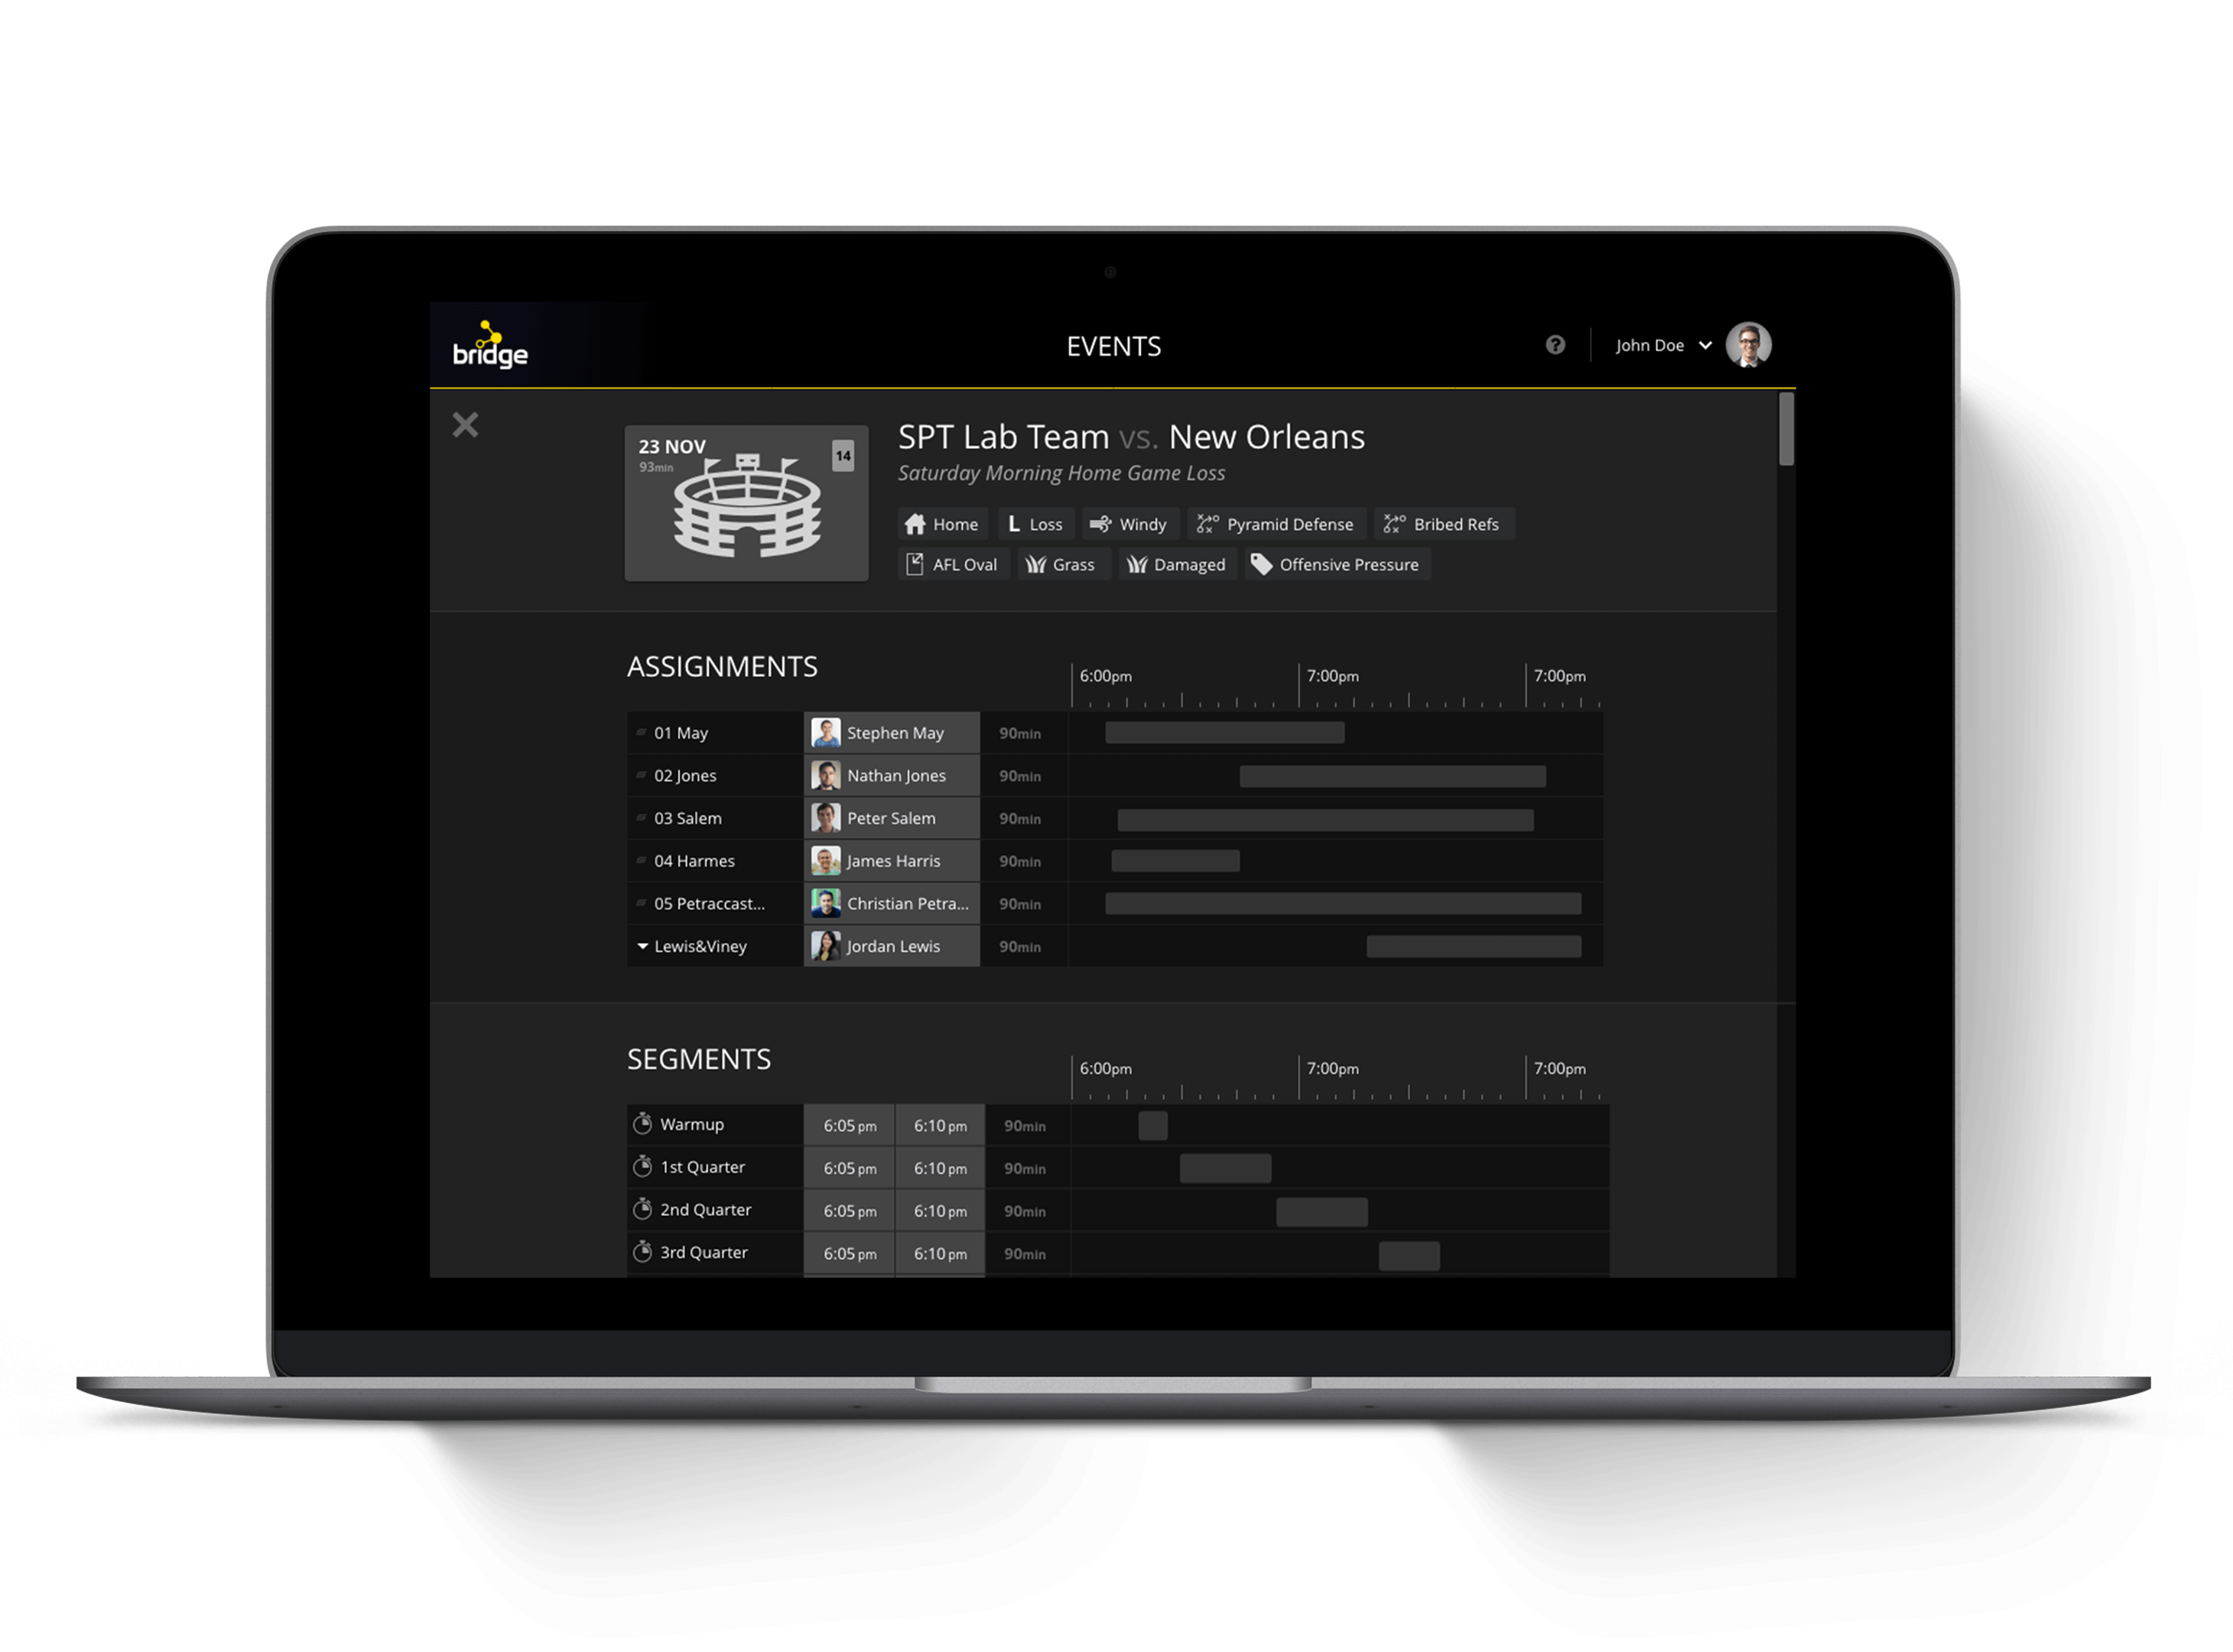 bridge
EVENTS
?
John Doe
23 NOV
93min
14
SPT Lab Team vs. New Orleans
Saturday Morning Home Game Loss
Home
L Loss
Windy
Pyramid Defense
Bribed Refs
AFL Oval
Grass
Damaged
Offensive Pressure
ASSIGNMENTS
6:00pm 7:00pm 7:00pm
01 May Stephen May 90min
02 Jones Nathan Jones 90min
03 Salem Peter Salem 90min
04 Harmes James Harris 90min
05 Petraccast... Christian Petra... 90min
Lewis&Viney Jordan Lewis 90min
SEGMENTS
6:00pm 7:00pm 7:00pm
Warmup 6:05 pm 6:10 pm 90min
1st Quarter 6:05 pm 6:10 pm 90min
2nd Quarter 6:05 pm 6:10 pm 90min
3rd Quarter 6:05 pm 6:10 pm 90min